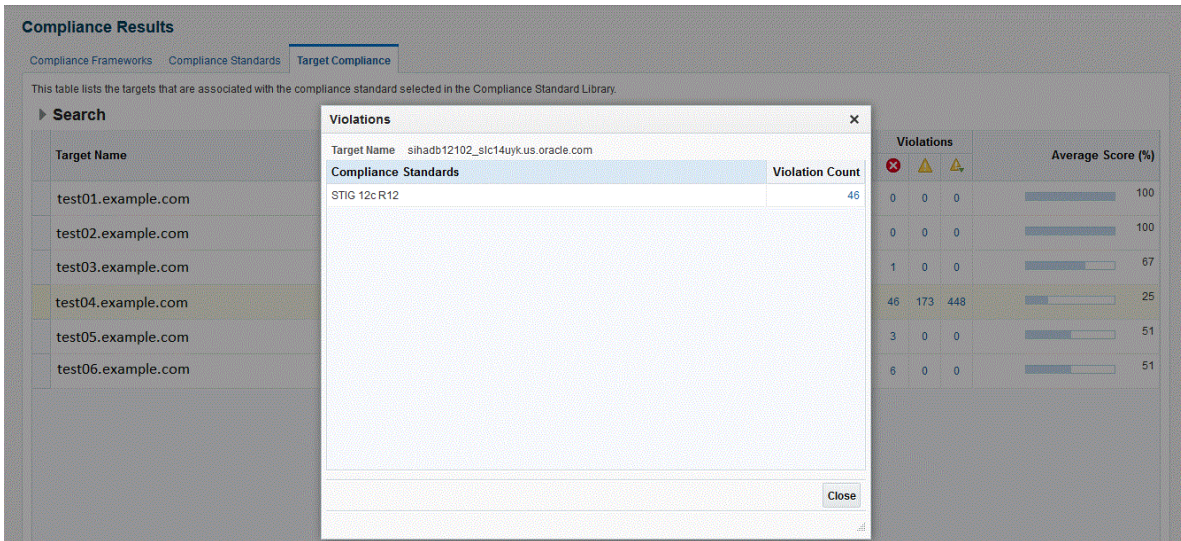 Compliance Results
Compliance Frameworks Compliance Standards Target Compliance
This table lists the targets that are associated with the compliance standard selected in the Compliance Standard Library.
Search
Target Name
Violations
Average Score (%)
test01.example.com 0 0 0 100
test02.example.com 0 0 0 100
test03.example.com 1 0 0 67
test04.example.com 46 173 448 25
test05.example.com 3 0 0 51
test06.example.com 6 0 0 51
Violations
Target Name sihadb12102_slc14uyk.us.oracle.com
Compliance Standards Violation Count
STIG 12c R12 46
Close